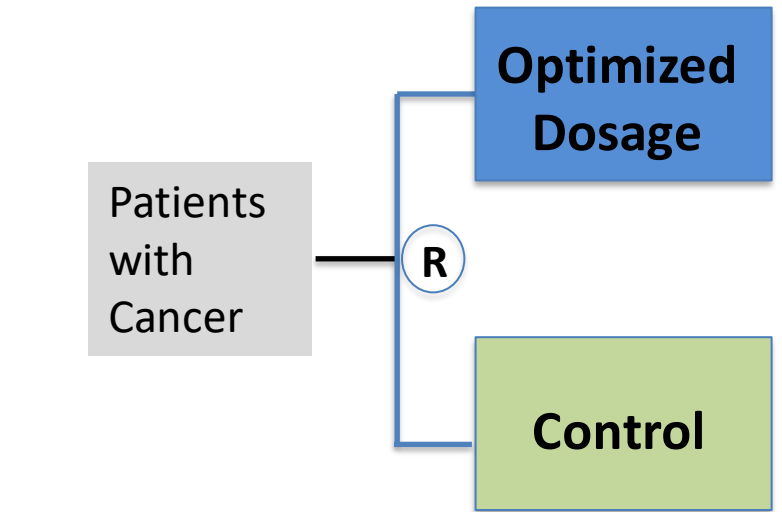 Optimized
Dosage
Patients
with
Cancer
R
Control